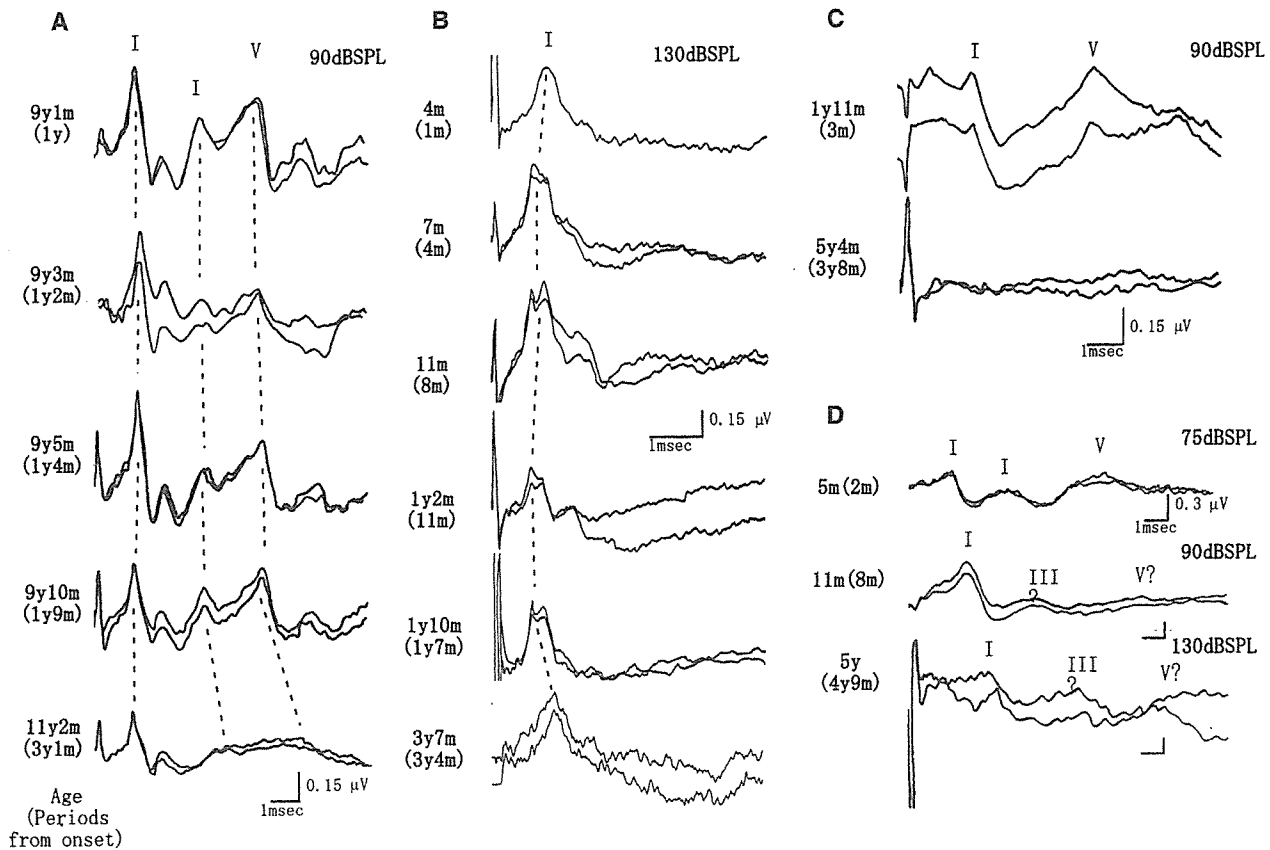 A
I
I
V
90dBSPL
9y1m
(1y)
9y3m
(1y2m)
9y5m
(1y4m)
9y10m
(1y9m)
11y2m
(3y1m)
0.15 μV
1msec
Age
(Periods
from onset)
B
I
130dBSPL
4m
(1m)
7m
(4m)
11m
(8m)
0.15 μV
1msec
1y2m
(11m)
1y10m
(1y7m)
3y7m
(3y4m)
C
I
V
90dBSPL
1y11m
(3m)
5y4m
(3y8m)
0.15 μV
1msec
D
75dBSPL
I
I
V
5m(2m)
0.3 μV
1msec
90dBSPL
I
11m(8m)
III
?
V?
130dBSPL
5y
(4y9m)
I
III
?
V?